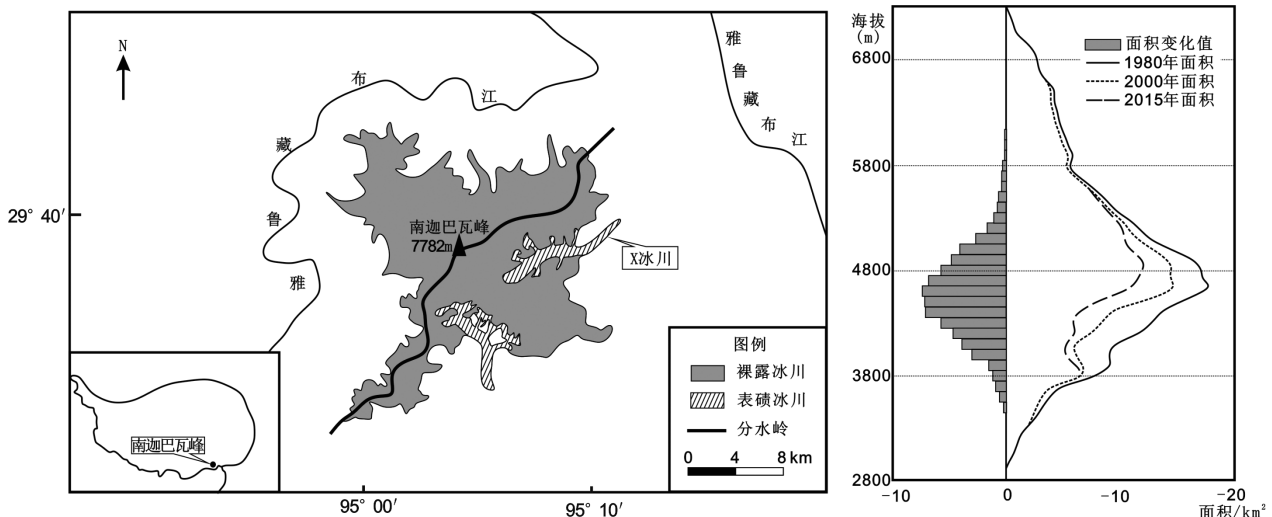 N
雅
鲁
藏
布
江
布
江
藏
鲁
雅
29° 40′
南迦巴瓦峰
7782m
X冰川
图例
裸露冰川
表碛冰川
分水岭
0 4 8 km
南迦巴瓦峰
95° 00′ 95° 10′
海拔
(m)
6800
5800
4800
3800
2800
面积变化值
1980年面积
2000年面积
2015年面积
-10 0 -10 -20
面积/km²